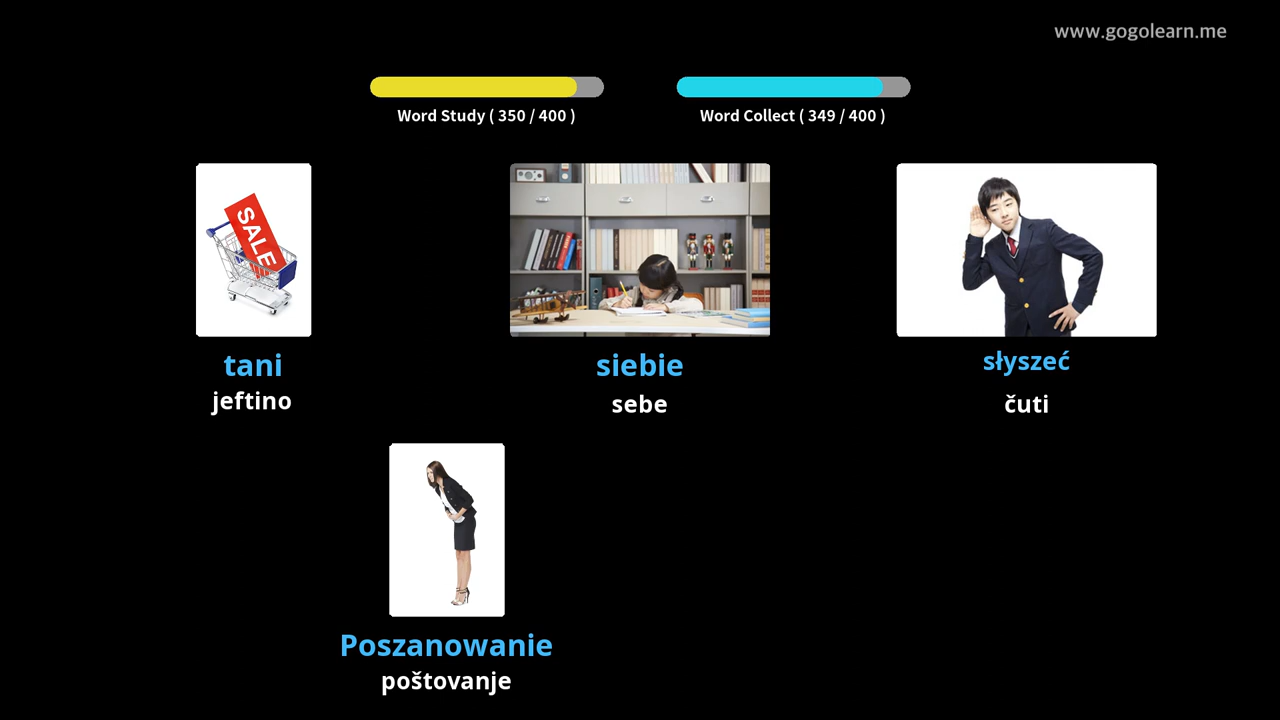 www.gogolearn.me
Word Study ( 350 / 400 )
Word Collect ( 349 / 400 )
SALE
tani
jeftino
siebie
sebe
słyszeć
čuti
Poszanowanie
poštovanje